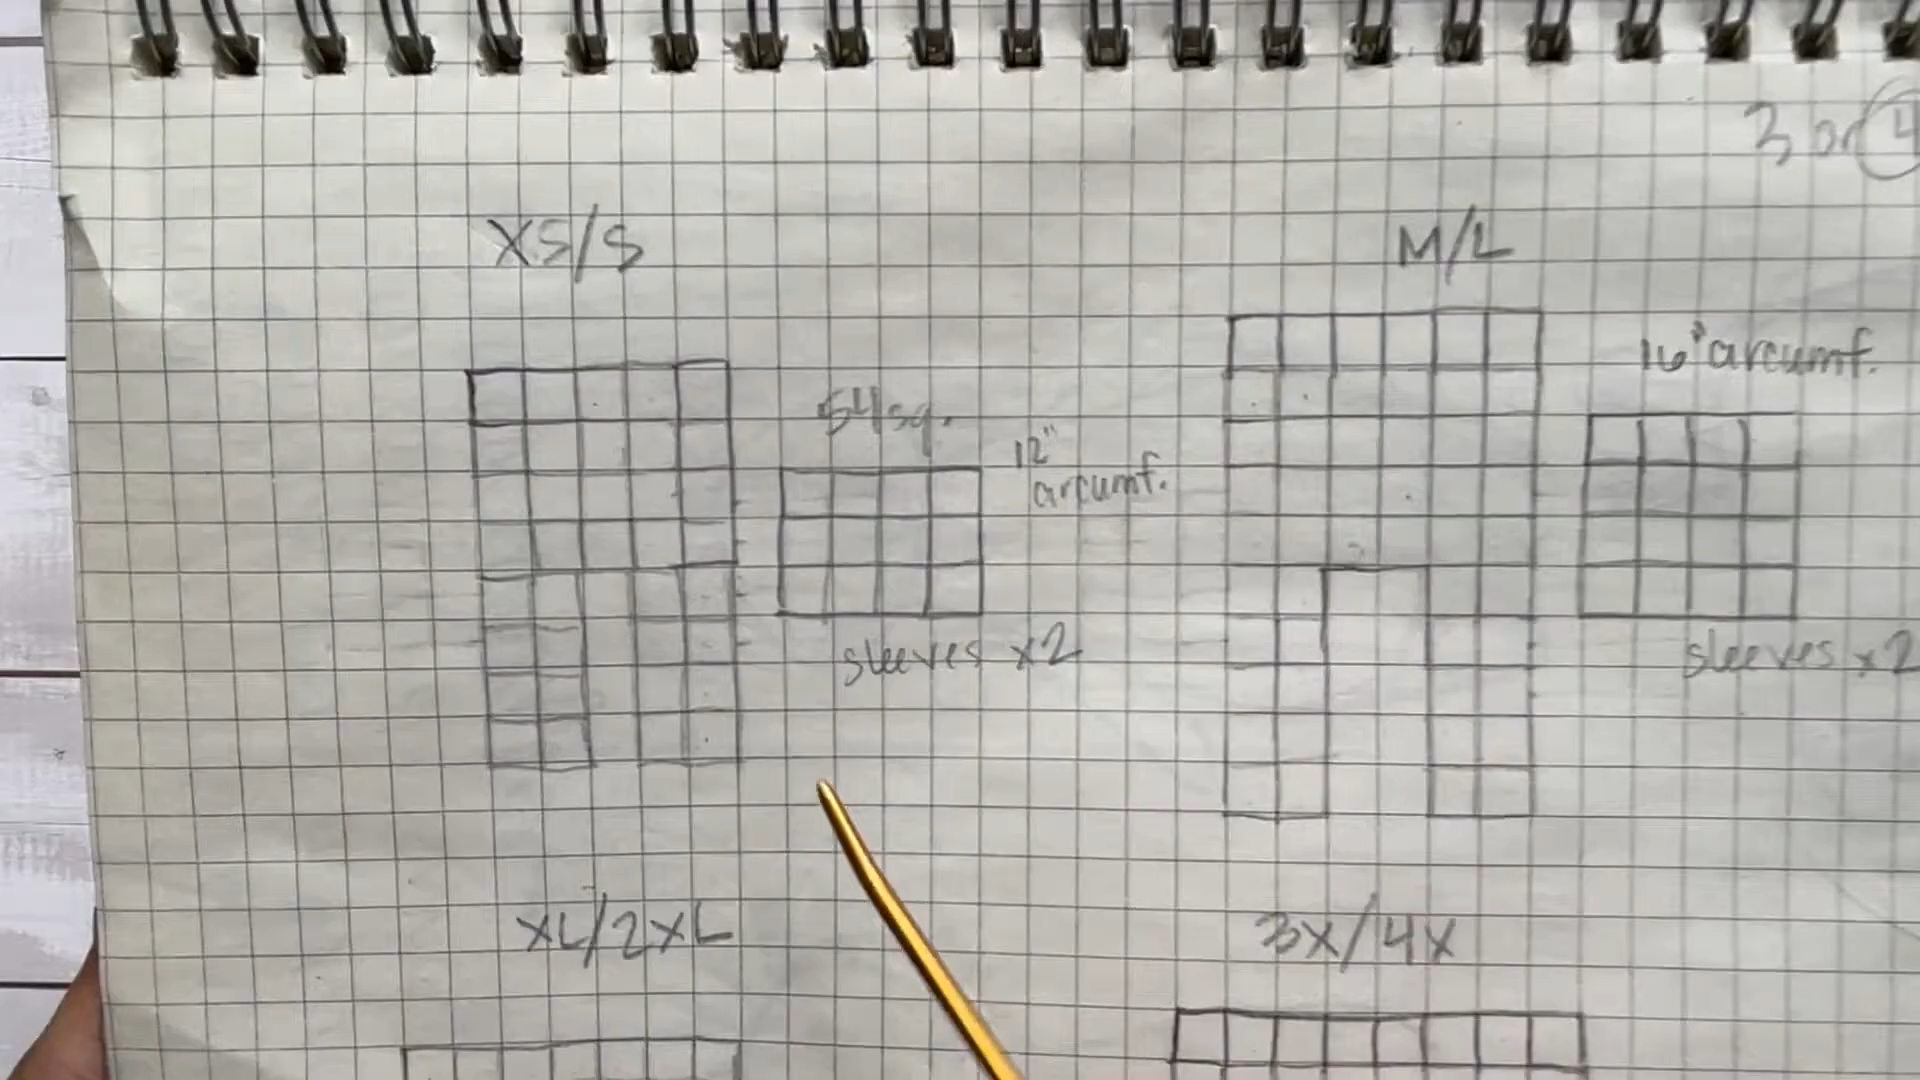 3 or 4
XS/S
M/L
16" circumf.
54 sq.
12"
circumf.
sleeves x2
sleeves x2
XL/2XL
3X/4X